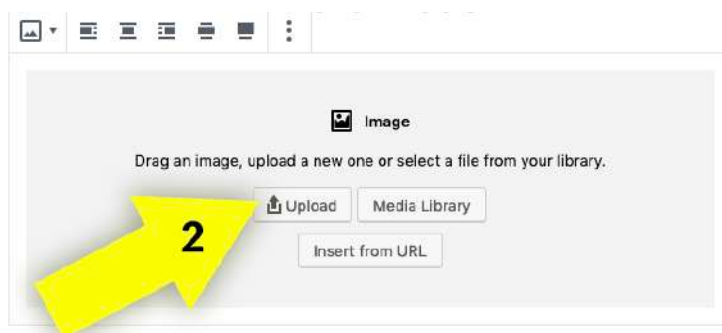 Image
Drag an image, upload a new one or select a file from your library.
Upload Media Library
2
Insert from URL